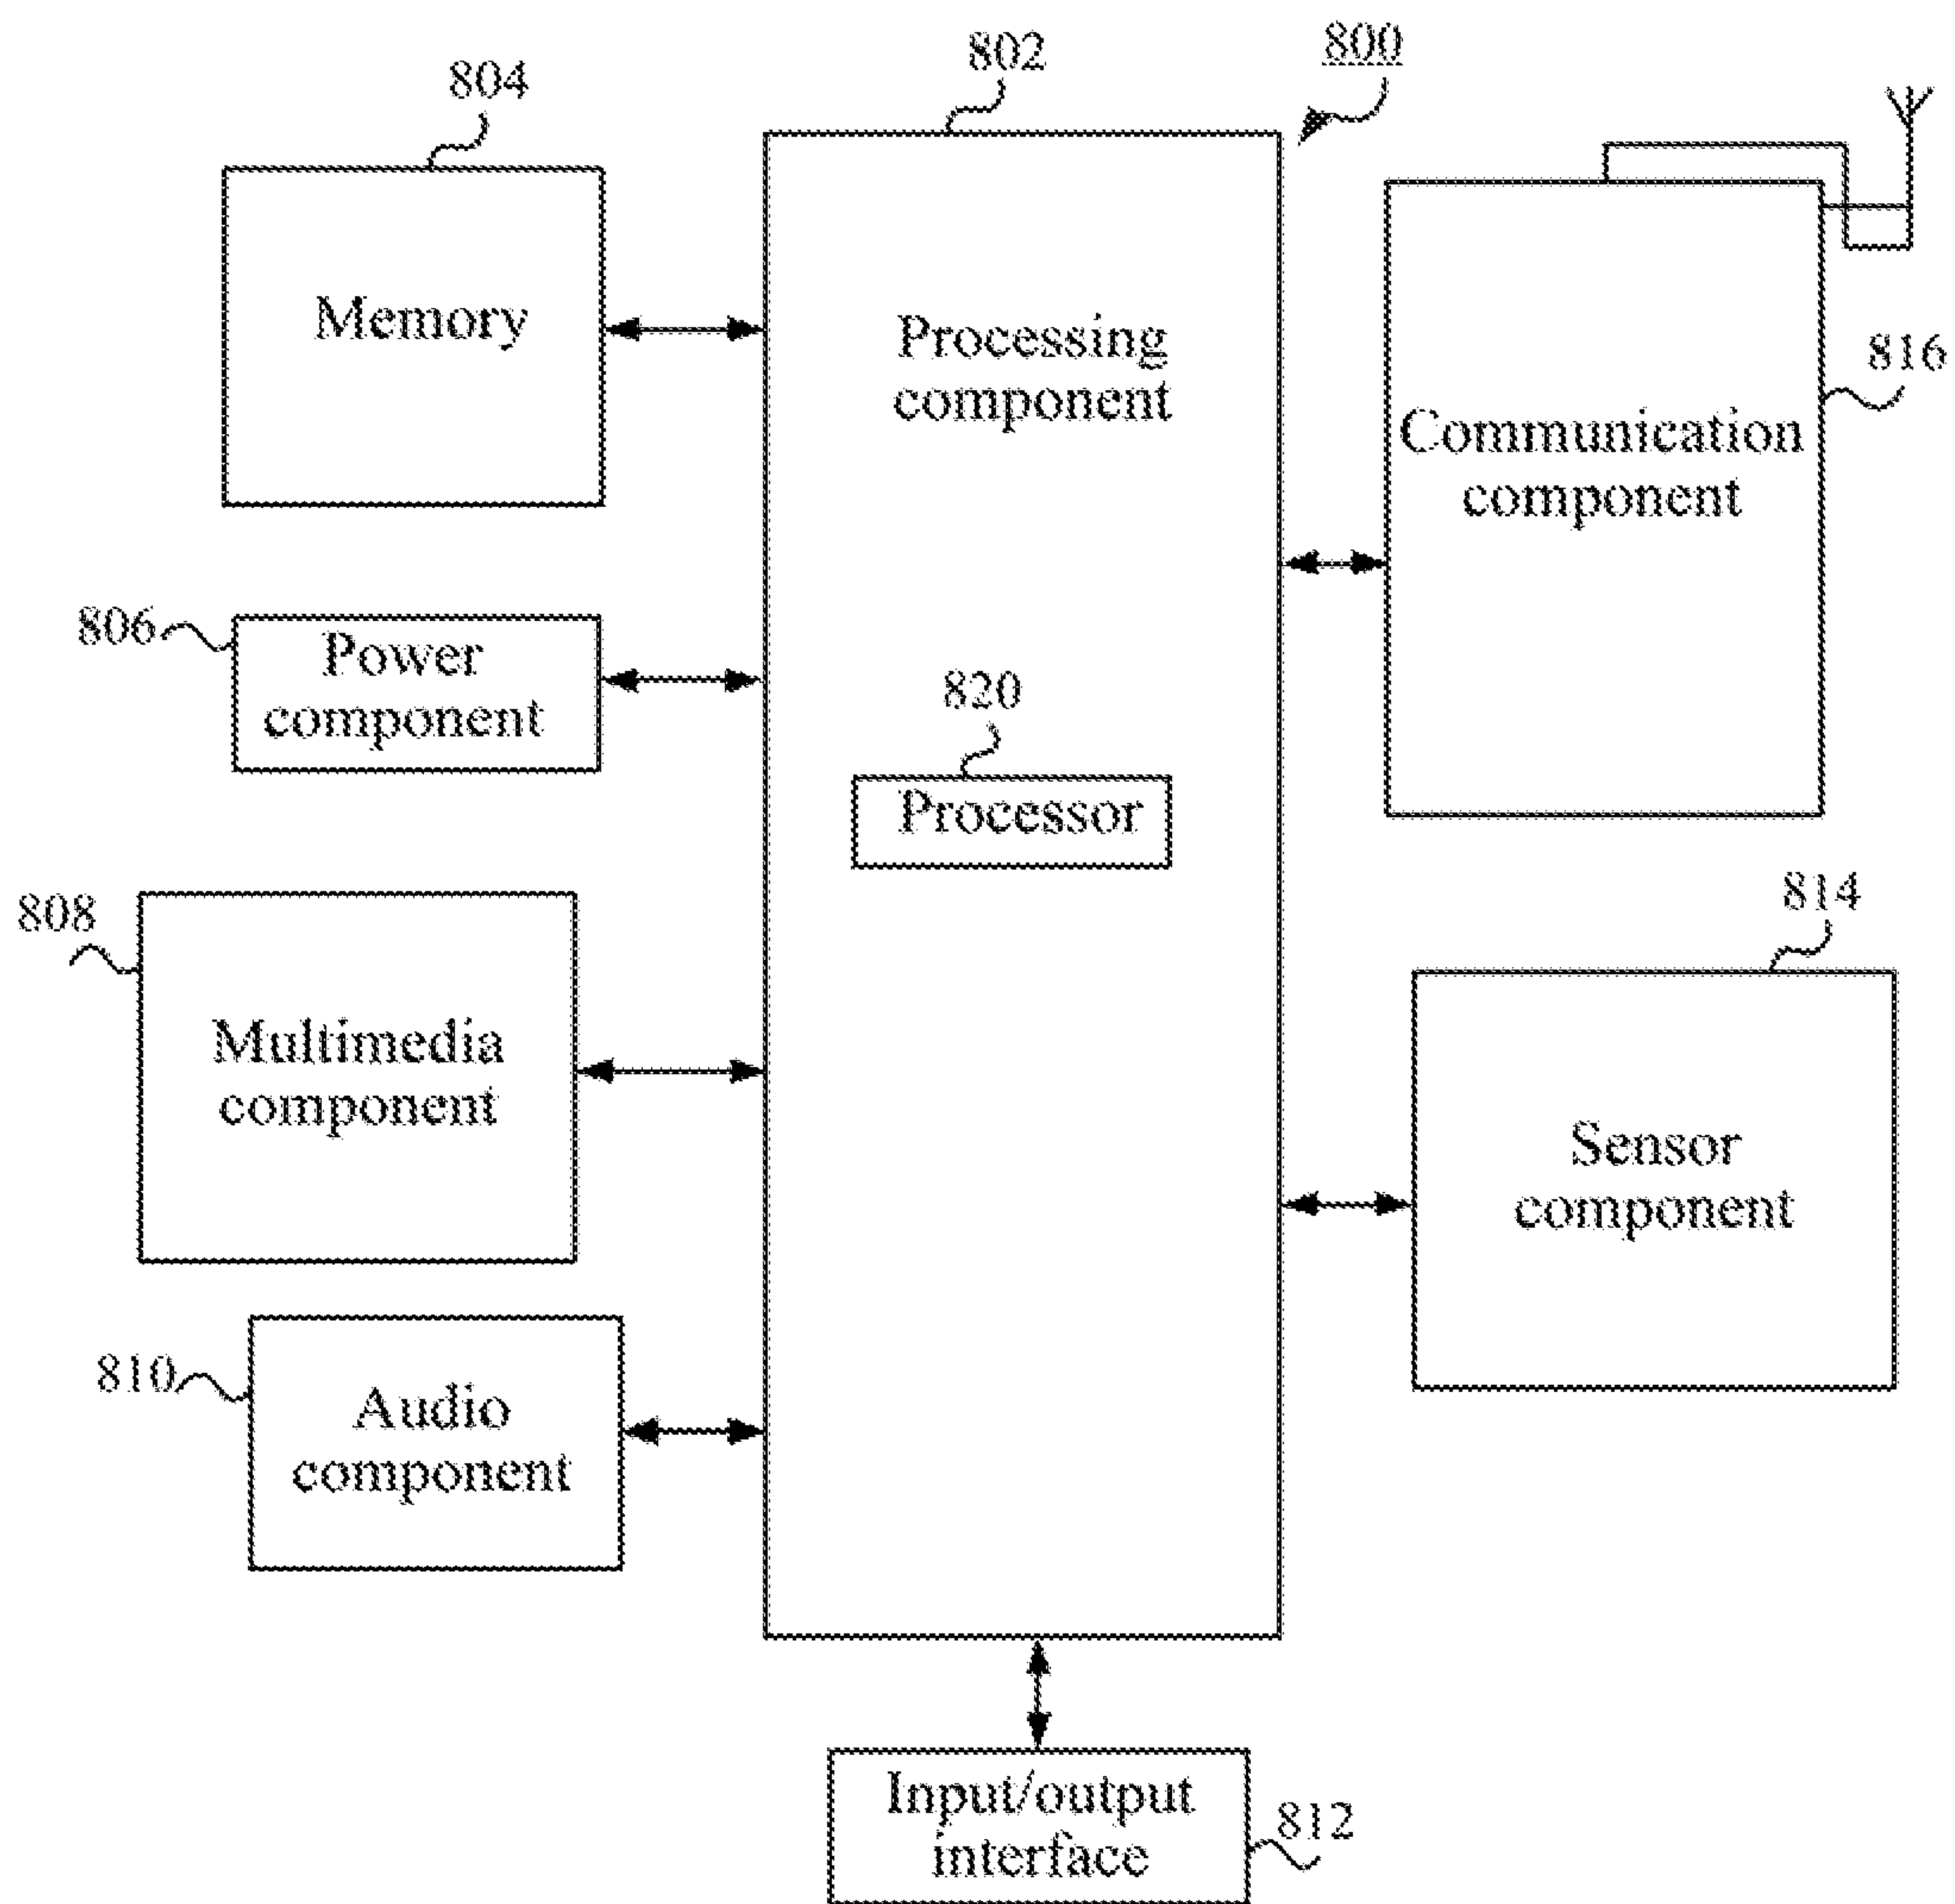 802
800
804
Memory
Processing
component
816
Communication
component
806
Power
component
820
Processor
808
814
Multimedia
component
Sensor
component
810
Audio
component
Input/output
interface
812